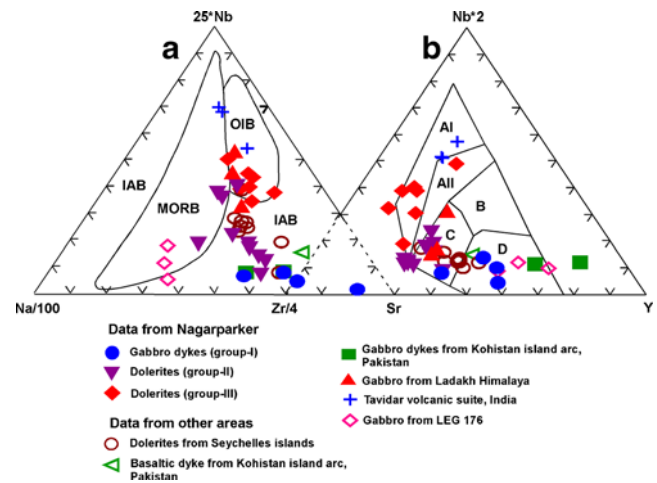 25*Nb
Nb*2
a
b
OIB
IAB
MORB
IAB
AI
AII
B
C
D
Na/100
Zr/4
Sr
Y
Data from Nagarparker
Gabbro dykes (group-I)
Dolerites (group-II)
Dolerites (group-III)
Data from other areas
Dolerites from Seychelles islands
Basaltic dyke from Kohistan island arc,
Pakistan
Gabbro dykes from Kohistan island arc,
Pakistan
Gabbro from Ladakh Himalaya
Tavidar volcanic suite, India
Gabbro from LEG 176